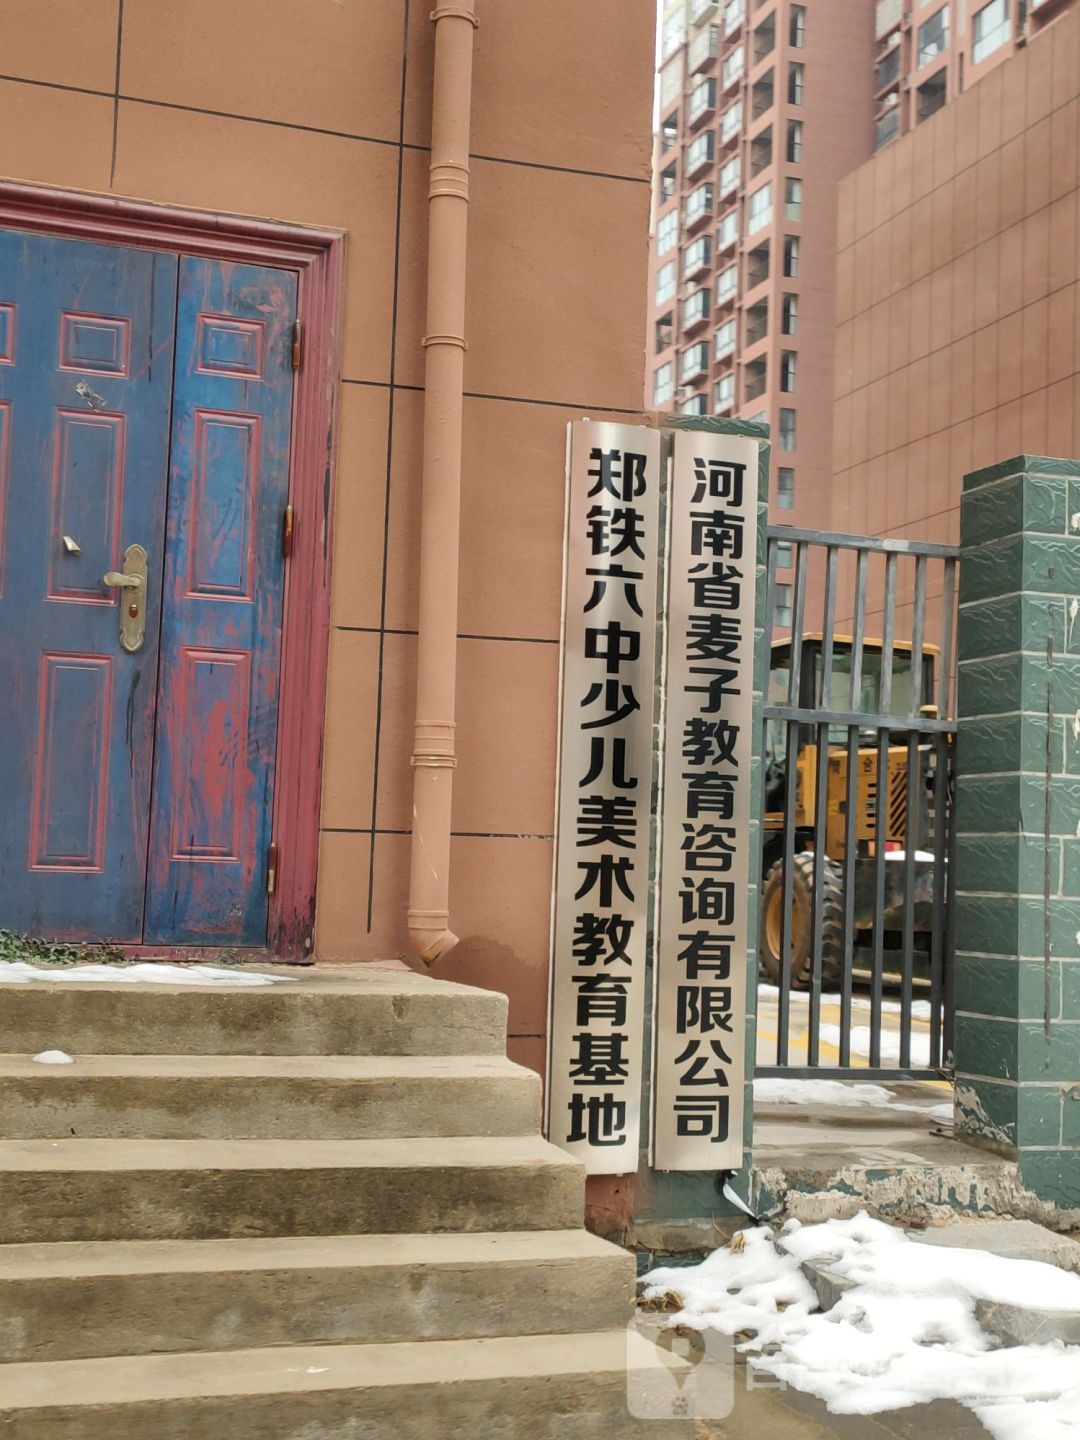 郑铁六中少儿美术教育基地
河南省麦子教育咨询有限公司